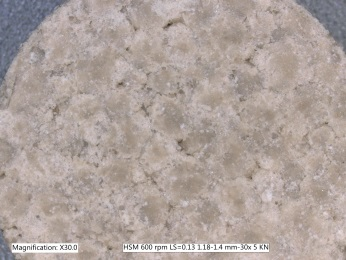 Magnification: X30.0
HSM 600 rpm LS=0.13 1.18-1.4 mm-30x 5 KN